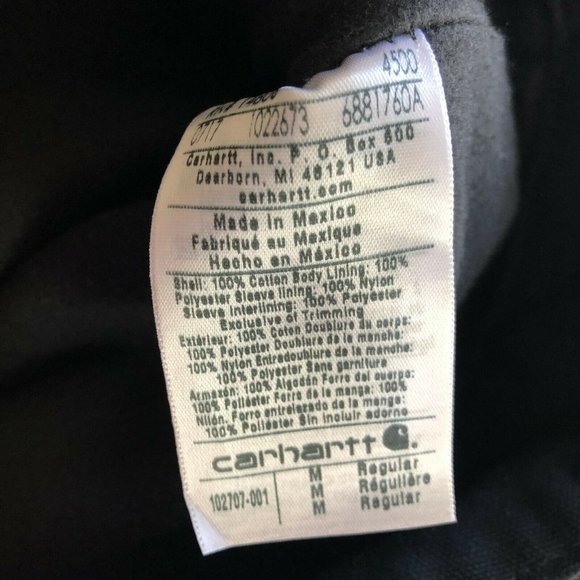 4500
0717 1022673 6881760A
Carhartt, Inc. P. O. Box 600
Dearborn, MI 48121 USA
carhartt.com
Made in Mexico
Fabriqué au Mexique
Hecho en México
Shell: 100% Cotton Body Lining: 100%
Polyester Sleeve lining: 100% Nylon
Sleeve Interlining: 100% Polyester
Exclusive of Trimming
Extérieur: 100% Coton Doublure du corps:
100% Polyester Doublure de la manche:
100% Nylon Entredoublure de la manche:
100% Polyester Sans garniture
Armazón: 100% Algodón Forro del cuerpo:
100% Poliéster Forro de la manga: 100%
Nilón. Forro entrelazado de la manga:
100% Poliéster Sin incluir adorno
carhartt
102707-001 M Regular
M Régulière
M Regular